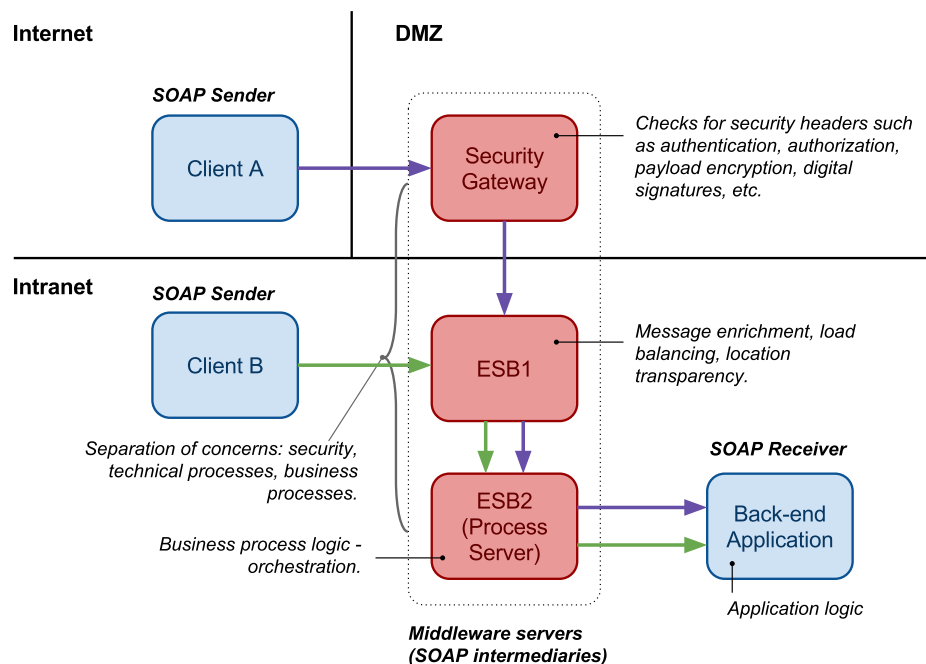 Internet
DMZ
SOAP Sender
Client A
Security
Gateway
Checks for security headers such
as authentication, authorization,
payload encryption, digital
signatures, etc.
Intranet
SOAP Sender
Client B
ESB1
Message enrichment, load
balancing, location
transparency.
Separation of concerns: security,
technical processes, business
processes.
SOAP Receiver
ESB2
(Process
Server)
Back-end
Application
Business process logic -
orchestration.
Application logic
Middleware servers
(SOAP intermediaries)